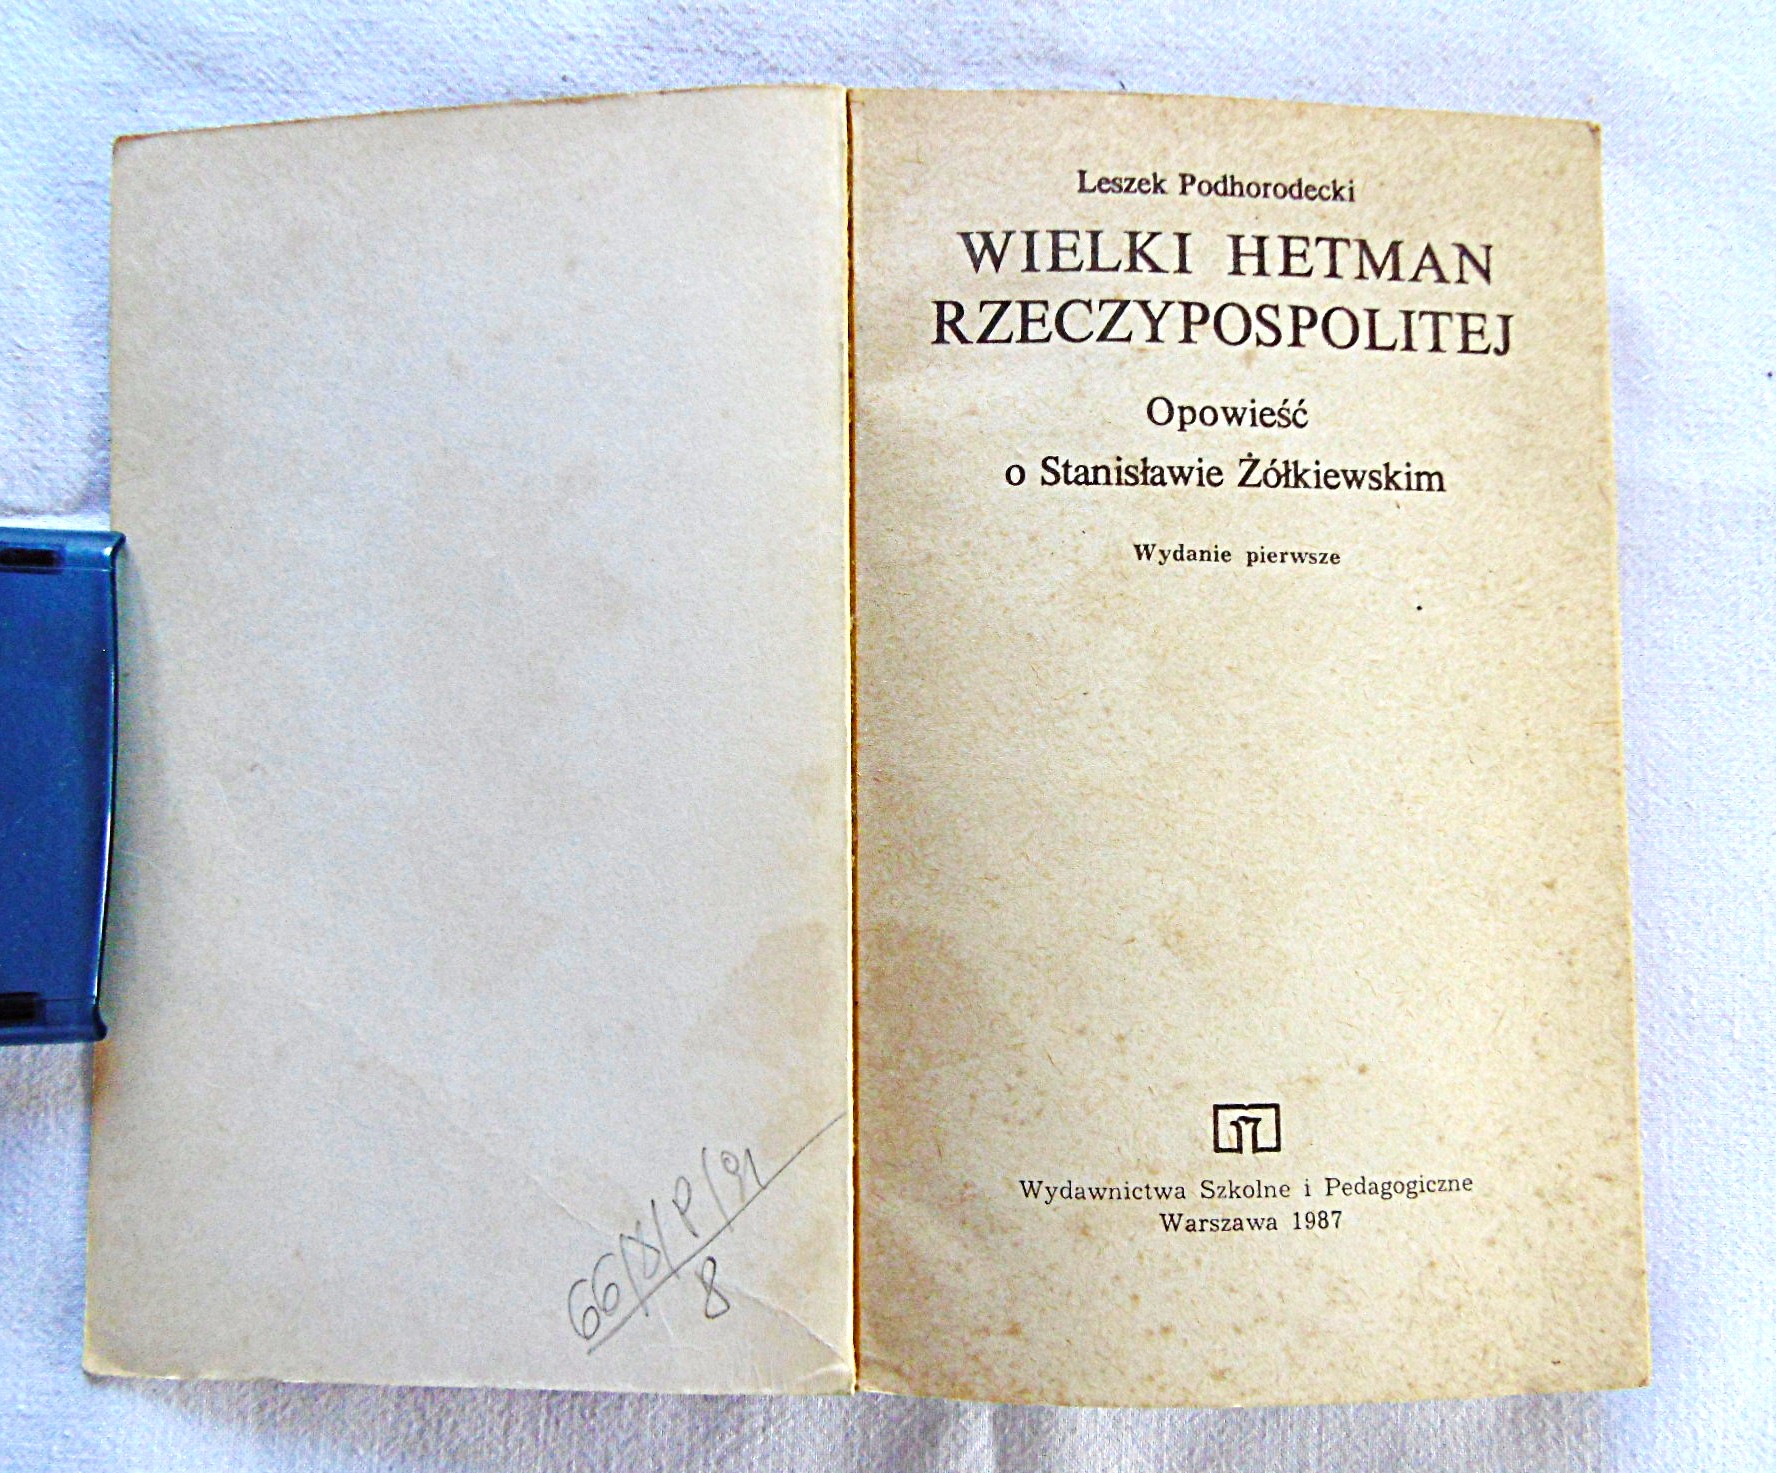 Leszek Podhorodecki
WIELKI HETMAN
RZECZYPOSPOLITEJ
Opowieść
o Stanisławie Żółkiewskim
Wydanie pierwsze
Wydawnictwa Szkolne i Pedagogiczne
Warszawa 1987
66/X/P/91
8